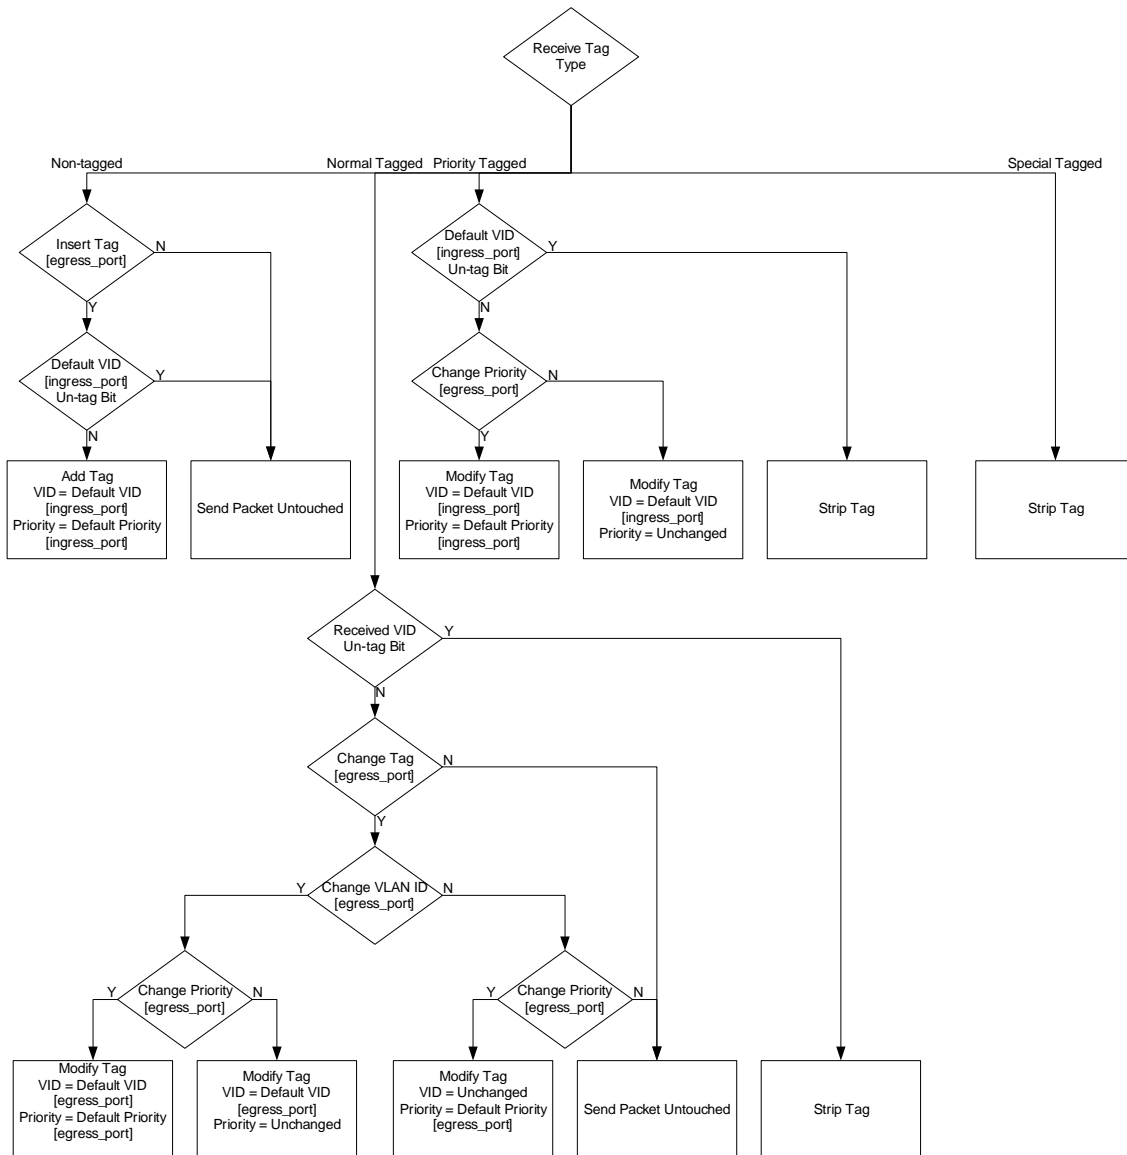 Receive Tag
Type
Non-tagged
Normal Tagged
Priority Tagged
Special Tagged
Insert Tag
[egress_port]
N
Y
Default VID
[ingress_port]
Un-tag Bit
Y
N
Default VID
[ingress_port]
Un-tag Bit
Y
N
Change Priority
[egress_port]
N
Y
Add Tag
VID = Default VID
[ingress_port]
Priority = Default Priority
[ingress_port]
Send Packet Untouched
Modify Tag
VID = Default VID
[ingress_port]
Priority = Default Priority
[ingress_port]
Modify Tag
VID = Default VID
[ingress_port]
Priority = Unchanged
Strip Tag
Strip Tag
Received VID
Un-tag Bit
Y
N
Change Tag
[egress_port]
N
Y
Change VLAN ID
[egress_port]
Y
N
Change Priority
[egress_port]
Y
N
Change Priority
[egress_port]
Y
N
Modify Tag
VID = Default VID
[egress_port]
Priority = Default Priority
[egress_port]
Modify Tag
VID = Default VID
[egress_port]
Priority = Unchanged
Modify Tag
VID = Unchanged
Priority = Default Priority
[egress_port]
Send Packet Untouched
Strip Tag